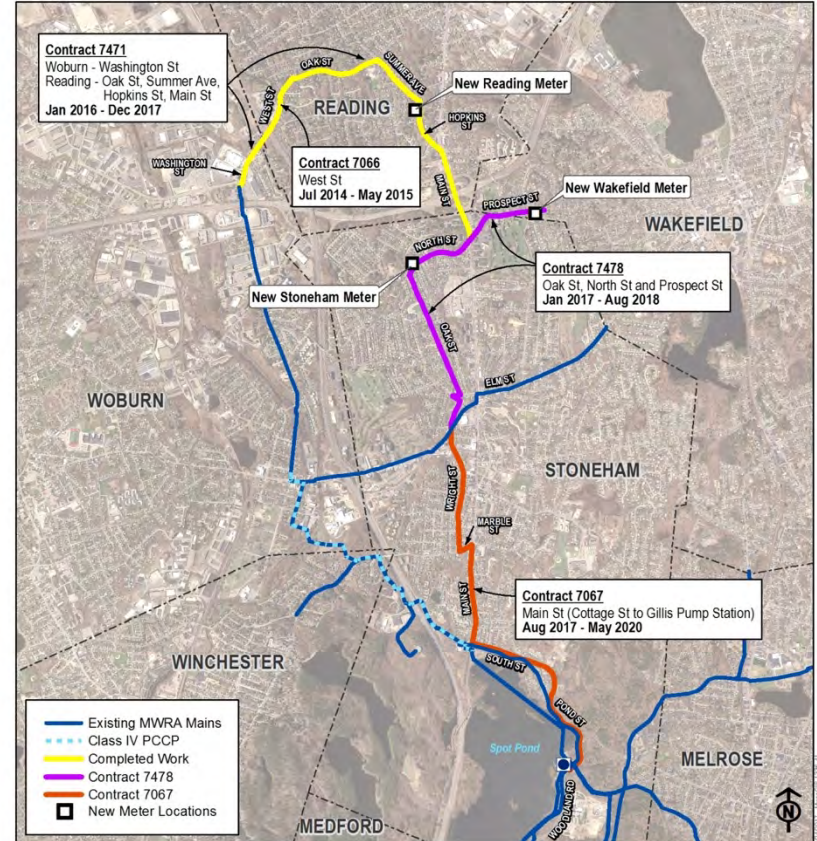 Contract 7471
Woburn - Washington St
Reading - Oak St, Summer Ave,
Hopkins St, Main St
Jan 2016 - Dec 2017
OAK ST
SUMMER AVE
New Reading Meter
READING
WEST ST
HOPKINS ST
WASHINGTON ST
Contract 7066
West St
Jul 2014 - May 2015
MAIN ST
PROSPECT ST
New Wakefield Meter
WAKEFIELD
NORTH ST
New Stoneham Meter
Contract 7478
Oak St, North St and Prospect St
Jan 2017 - Aug 2018
OAK ST
ELM ST
WOBURN
STONEHAM
WRIGHT ST
MARBLE ST
MAIN ST
Contract 7067
Main St (Cottage St to Gillis Pump Station)
Aug 2017 - May 2020
WINCHESTER
SOUTH ST
POND ST
Spot Pond
MELROSE
WOODLAND RD
MEDFORD
Existing MWRA Mains
Class IV PCCP
Completed Work
Contract 7478
Contract 7067
New Meter Locations
N